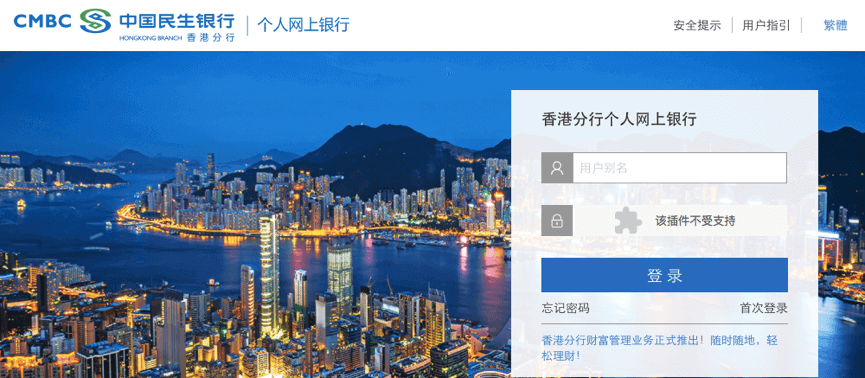 CMBC 中国民生银行
HONGKONG BRANCH 香港分行
个人网上银行
安全提示 用户指引 繁體
香港分行个人网上银行
用户别名
该插件不受支持
登录
忘记密码 首次登录
香港分行财富管理业务正式推出！随时随地，轻
松理财！